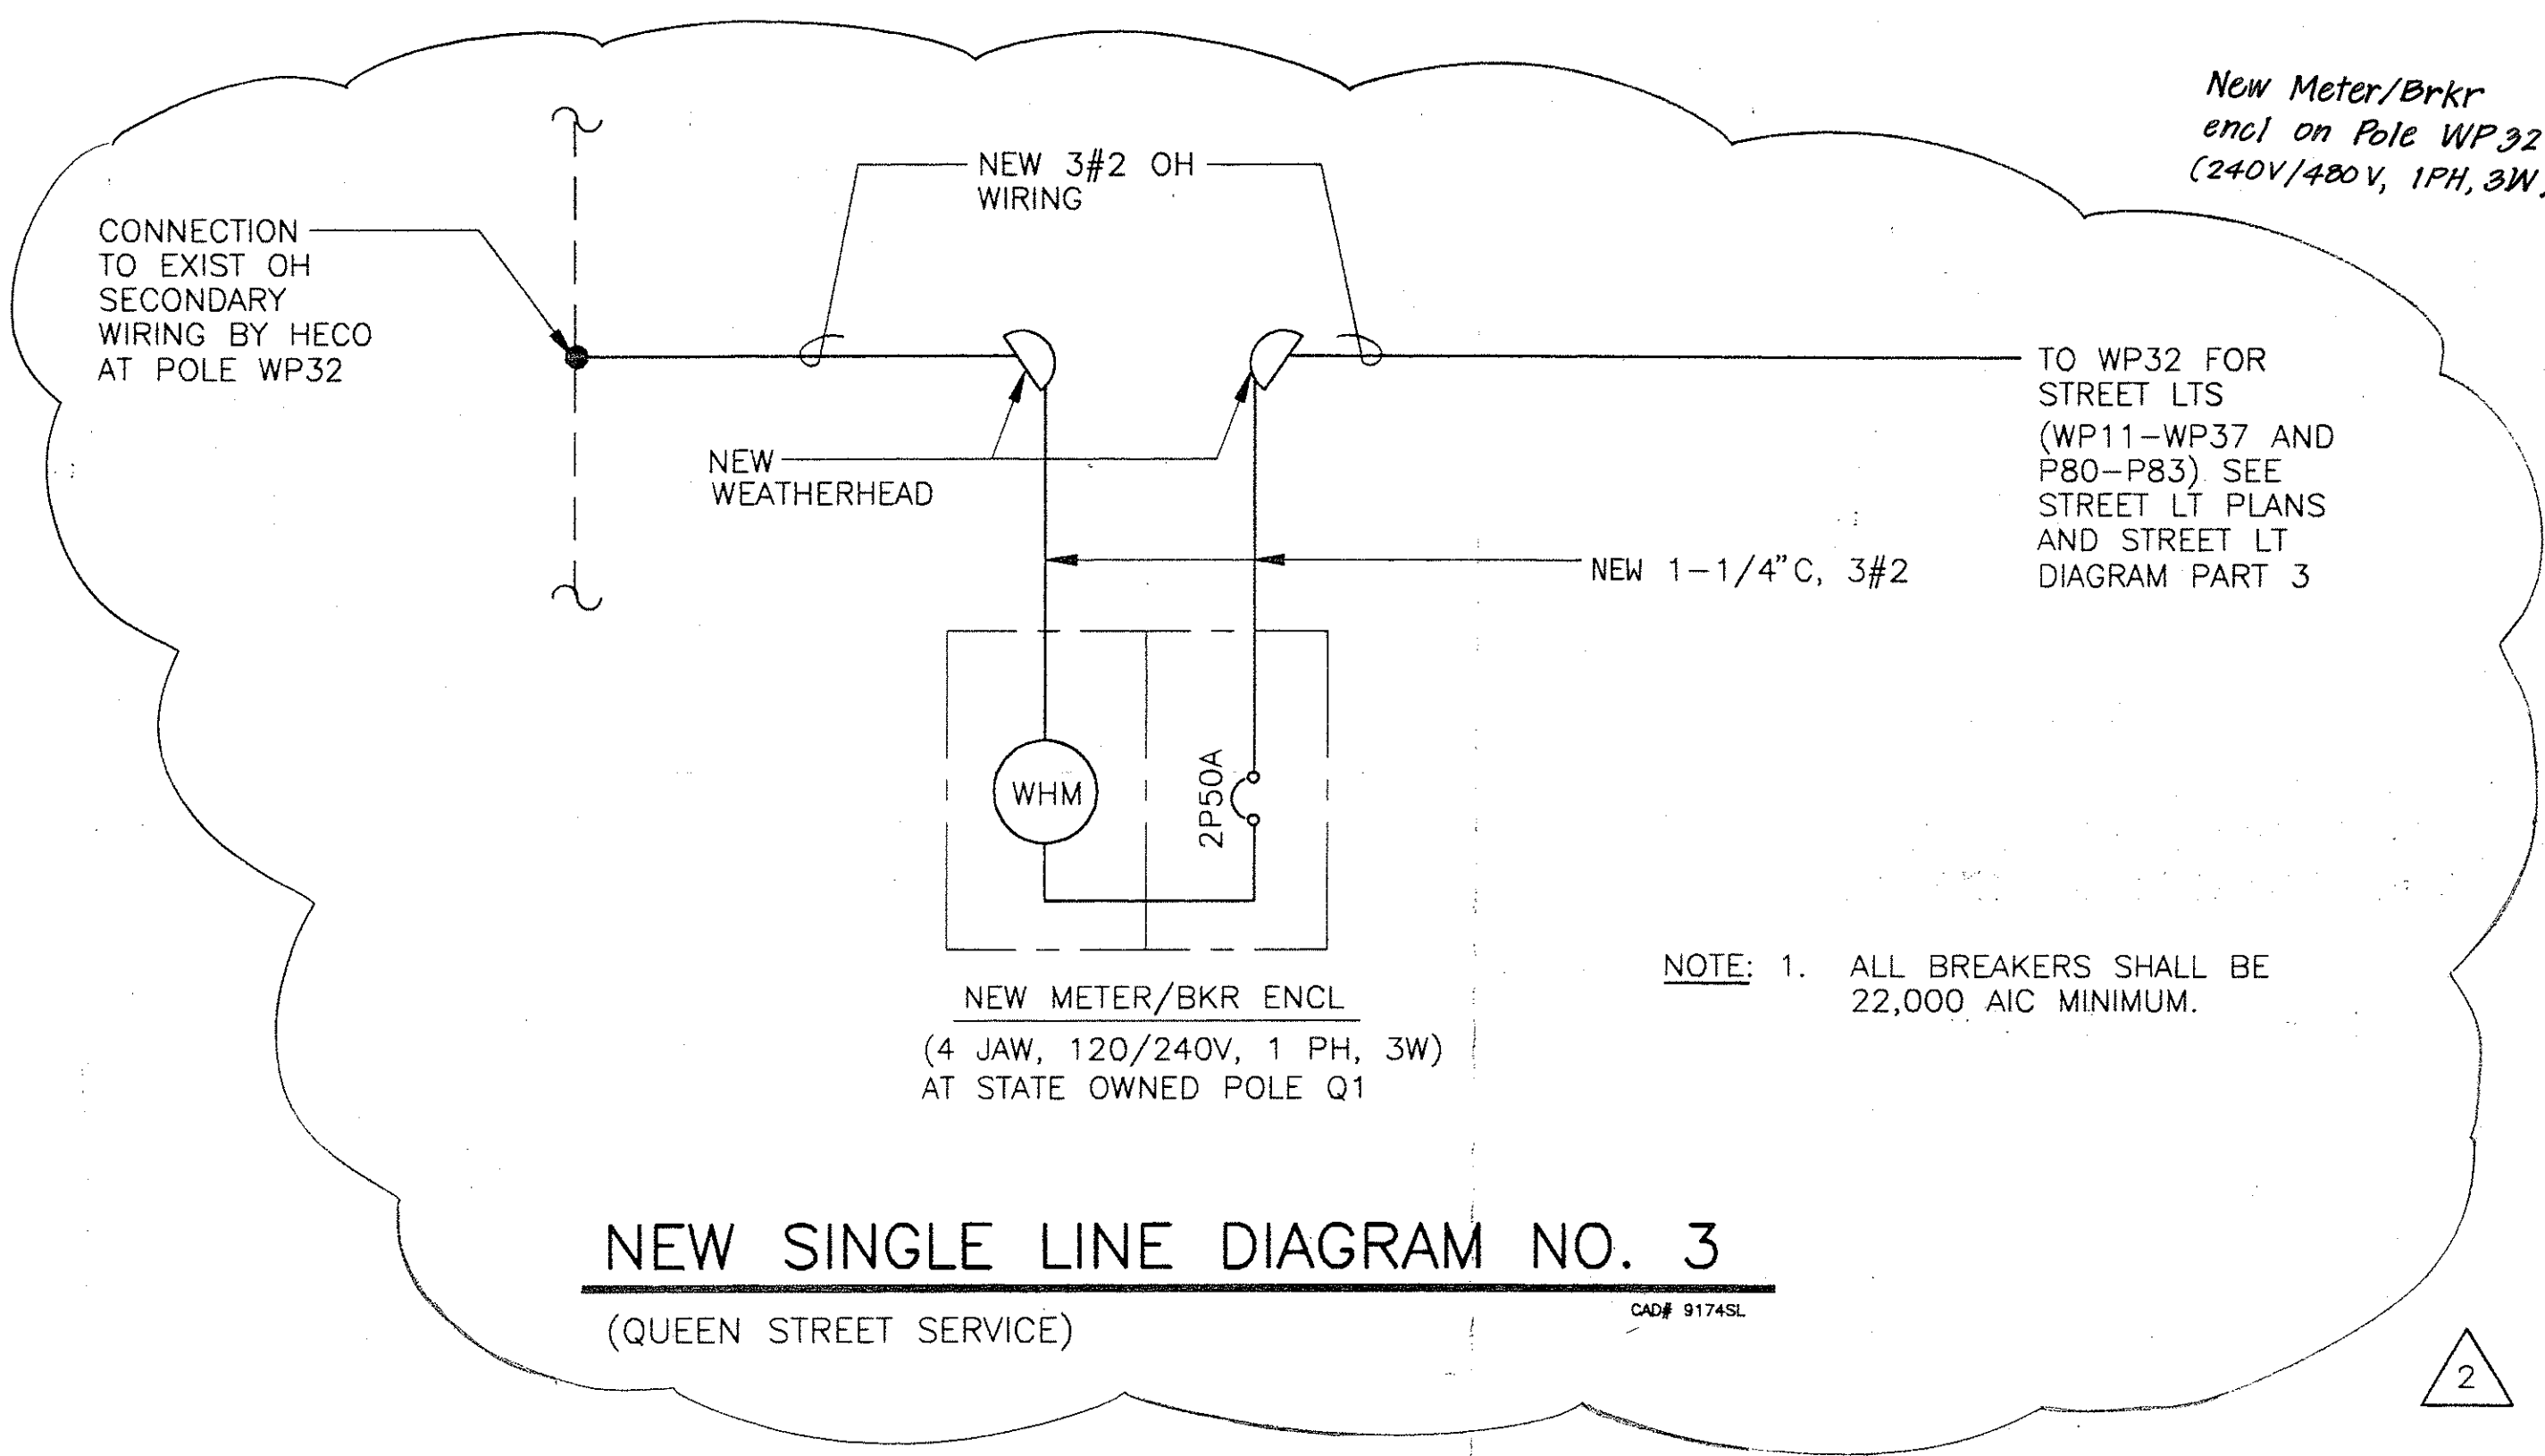 New Meter/Brkr
encl on Pole WP32
(240V/480V, 1PH, 3W.
NEW 3#2 OH
WIRING
CONNECTION
TO EXIST OH
SECONDARY
WIRING BY HECO
AT POLE WP32
NEW
WEATHERHEAD
TO WP32 FOR
STREET LTS
(WP11-WP37 AND
P80-P83) SEE
STREET LT PLANS
AND STREET LT
DIAGRAM PART 3
NEW 1-1/4"C, 3#2
WHM
2P50A
NEW METER/BKR ENCL
(4 JAW, 120/240V, 1 PH, 3W)
AT STATE OWNED POLE Q1
NOTE: 1. ALL BREAKERS SHALL BE
22,000 AIC MINIMUM.
NEW SINGLE LINE DIAGRAM NO. 3
CAD# 9174SL
(QUEEN STREET SERVICE)
2